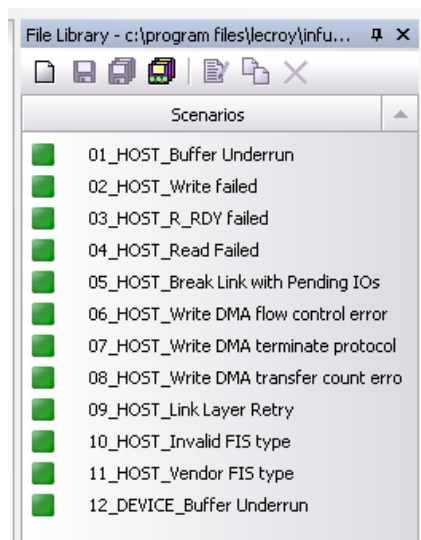 File Library - c:\program files\lecroy\infu...
Scenarios
01_HOST_Buffer Underrun
02_HOST_Write failed
03_HOST_R_RDY failed
04_HOST_Read Failed
05_HOST_Break Link with Pending IOs
06_HOST_Write DMA flow control error
07_HOST_Write DMA terminate protocol
08_HOST_Write DMA transfer count erro
09_HOST_Link Layer Retry
10_HOST_Invalid FIS type
11_HOST_Vendor FIS type
12_DEVICE_Buffer Underrun